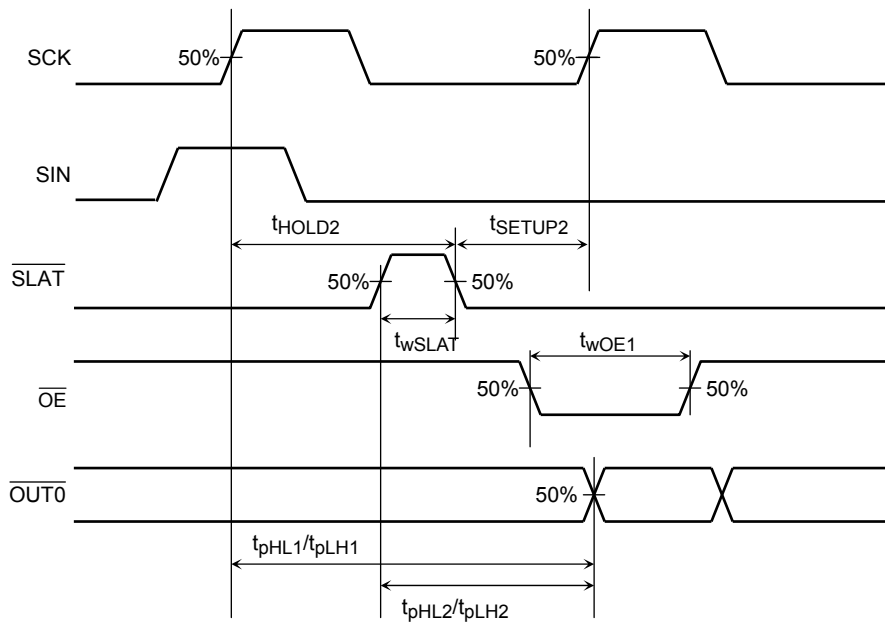 SCK 50% 50%
SIN
tHOLD2 tSETUP2
SLAT 50% 50%
twSLAT twOE1
OE 50% 50%
OUT0 50%
tpHL1/tpLH1
tpHL2/tpLH2